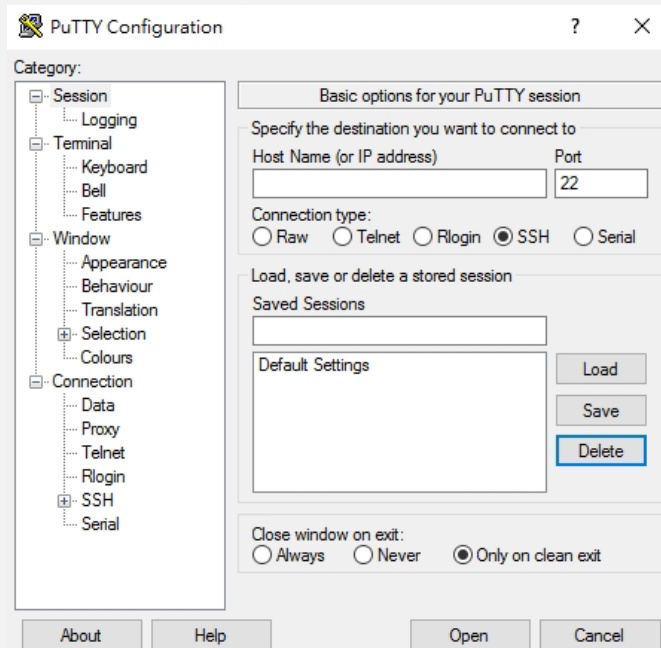 PuTTY Configuration
?
Category:
Session
Logging
Terminal
Keyboard
Bell
Features
Window
Appearance
Behaviour
Translation
Selection
Colours
Connection
Data
Proxy
Telnet
Rlogin
SSH
Serial
Basic options for your PuTTY session
Specify the destination you want to connect to
Host Name (or IP address) Port
22
Connection type:
Raw Telnet Rlogin SSH Serial
Load, save or delete a stored session
Saved Sessions
Default Settings
Load
Save
Delete
Close window on exit:
Always Never Only on clean exit
About Help Open Cancel